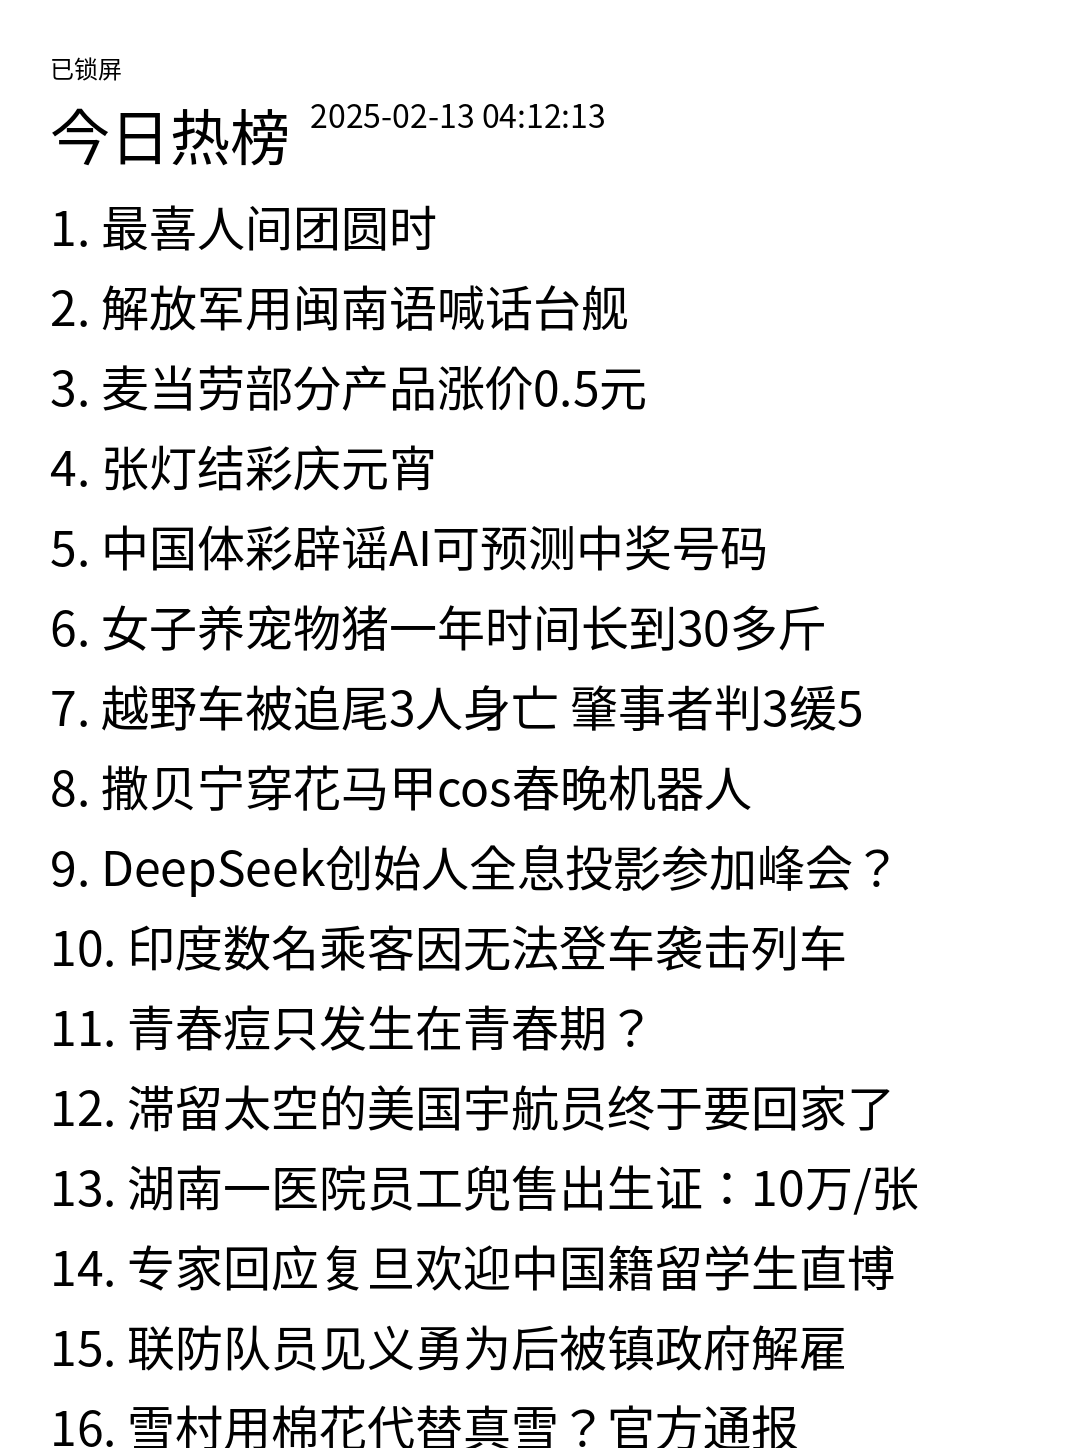 已锁屏
今日热榜 2025-02-13 04:12:13
1. 最喜人间团圆时
2. 解放军用闽南语喊话台舰
3. 麦当劳部分产品涨价0.5元
4. 张灯结彩庆元宵
5. 中国体彩辟谣AI可预测中奖号码
6. 女子养宠物猪一年时间长到30多斤
7. 越野车被追尾3人身亡 肇事者判3缓5
8. 撒贝宁穿花马甲cos春晚机器人
9. DeepSeek创始人全息投影参加峰会？
10. 印度数名乘客因无法登车袭击列车
11. 青春痘只发生在青春期？
12. 滞留太空的美国宇航员终于要回家了
13. 湖南一医院员工兜售出生证：10万/张
14. 专家回应复旦欢迎中国籍留学生直博
15. 联防队员见义勇为后被镇政府解雇
16. 雪村用棉花代替真雪？官方通报